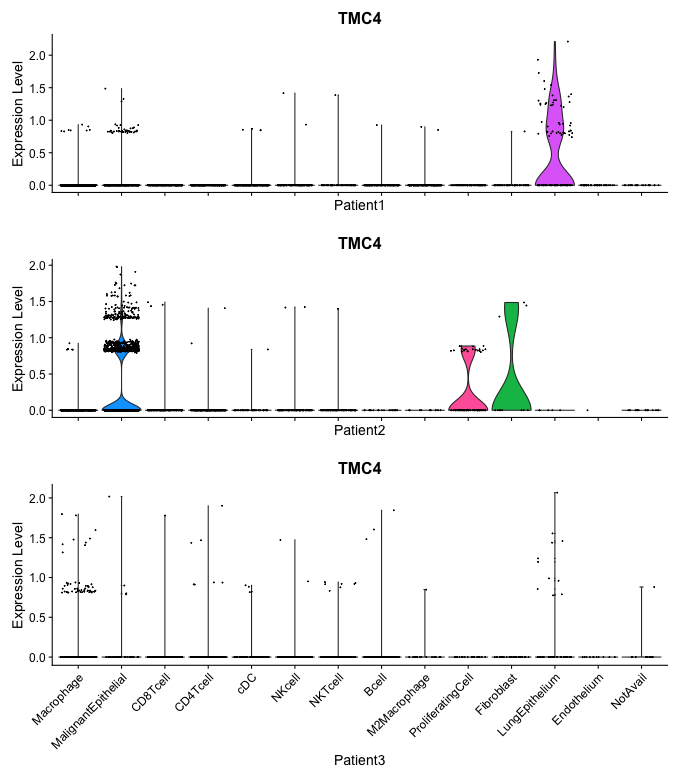 TMC4
Expression Level
2.0
1.5
1.0
0.5
0.0
Patient1
TMC4
Expression Level
2.0
1.5
1.0
0.5
0.0
Patient2
TMC4
Expression Level
2.0
1.5
1.0
0.5
0.0
Macrophage
MalignantEpithelial
CD8Tcell
CD4Tcell
cDC
NKcell
NKTcell
Bcell
M2Macrophage
ProliferatingCell
Fibroblast
LungEpithelium
Endothelium
NotAvail
Patient3